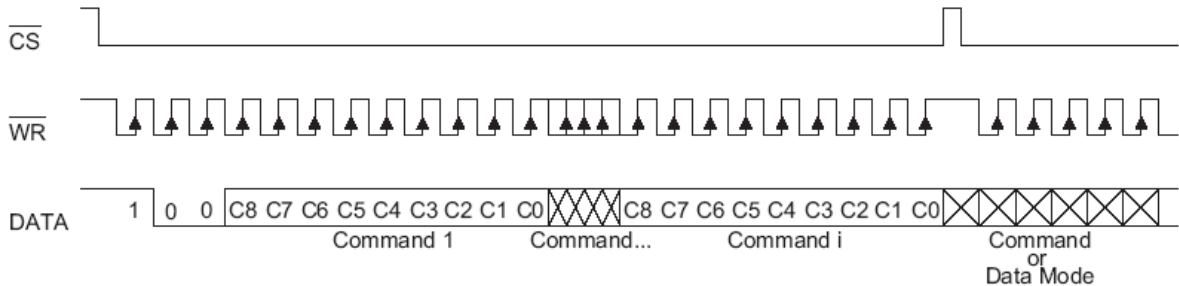 CS
WR
DATA 1 0 0 C8 C7 C6 C5 C4 C3 C2 C1 C0 C8 C7 C6 C5 C4 C3 C2 C1 C0
Command 1 Command... Command i Command
or
Data Mode